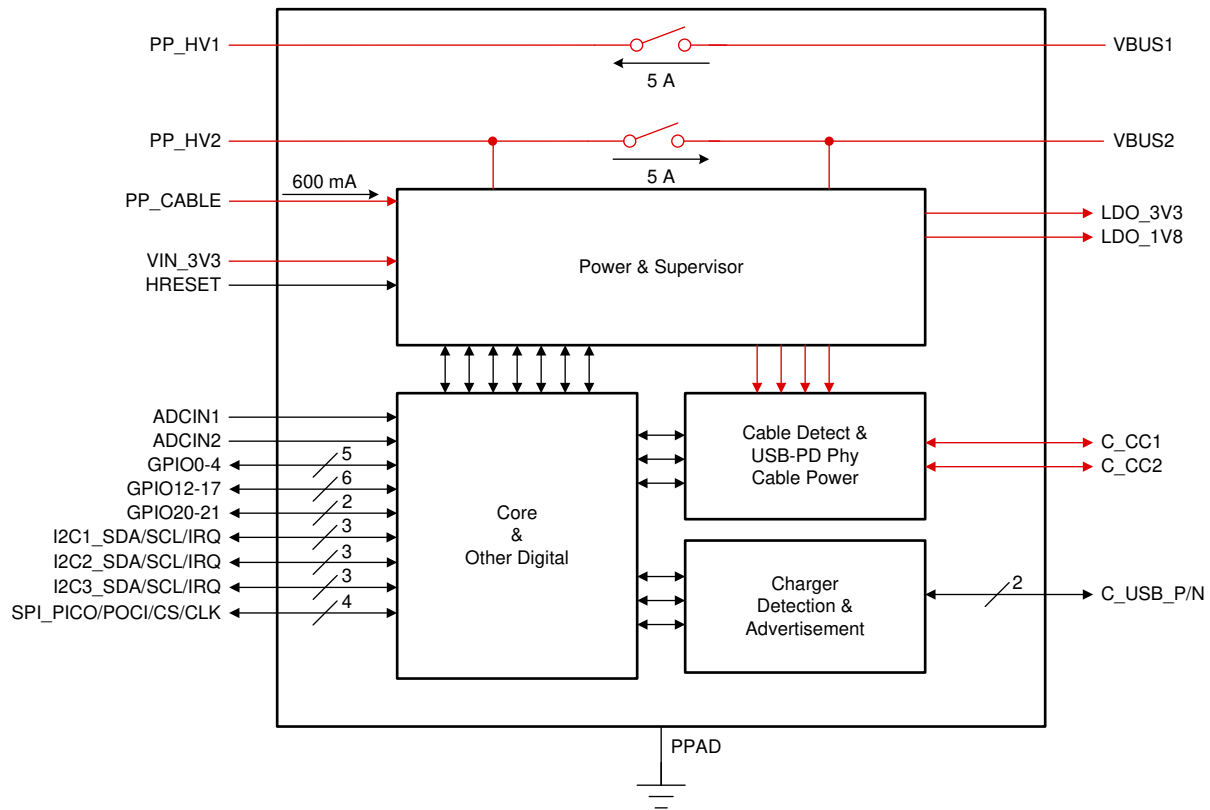 PP_HV1
VBUS1
5 A
PP_HV2
VBUS2
5 A
600 mA
PP_CABLE
LDO_3V3
LDO_1V8
VIN_3V3
Power & Supervisor
HRESET
ADCIN1
ADCIN2
GPIO0-4
5
GPIO12-17
6
GPIO20-21
2
I2C1_SDA/SCL/IRQ
3
I2C2_SDA/SCL/IRQ
3
I2C3_SDA/SCL/IRQ
3
SPI_PICO/POCI/CS/CLK
4
Core
&
Other Digital
Cable Detect &
USB-PD Phy
Cable Power
C_CC1
C_CC2
Charger
Detection &
Advertisement
2
C_USB_P/N
PPAD